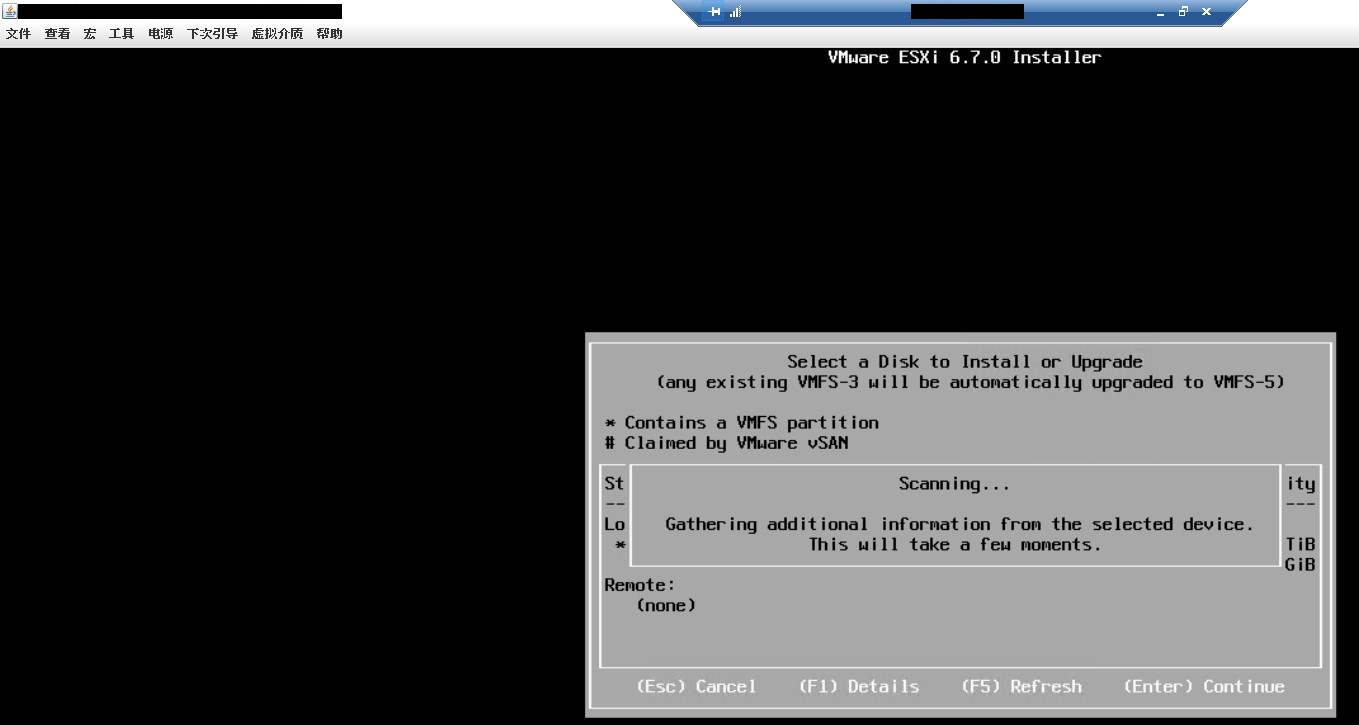 文件 查看 宏 工具 电源 下次引导 虚拟介质 帮助
VMware ESXi 6.7.0 Installer
Select a Disk to Install or Upgrade
(any existing VMFS-3 will be automatically upgraded to VMFS-5)
* Contains a VMFS partition
# Claimed by VMware vSAN
St Scanning... ity
-- ---
Lo Gathering additional information from the selected device.
* This will take a few moments. TiB
GiB
Remote:
(none)
(Esc) Cancel (F1) Details (F5) Refresh (Enter) Continue